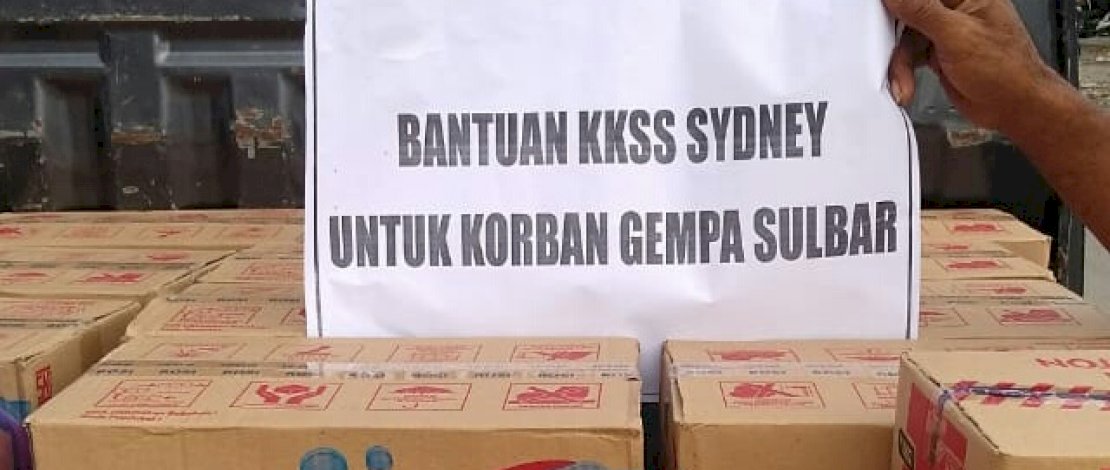 BANTUAN KKSS SYDNEY
UNTUK KORBAN GEMPA SULBAR